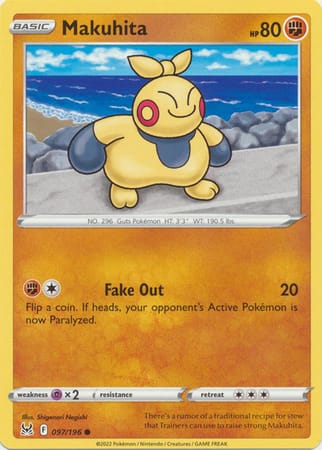 BASIC Makuhita HP 80
NO. 296 Guts Pokémon HT. 3'3" WT. 190.5 lbs.
Fake Out 20
Flip a coin. If heads, your opponent's Active Pokémon
is now Paralyzed.
weakness ×2 resistance retreat
Illus. Shigenori Negishi
F 097/196
There's a rumor of a traditional recipe for stew
that Trainers can use to raise strong Makuhita.
©2022 Pokémon / Nintendo / Creatures / GAME FREAK